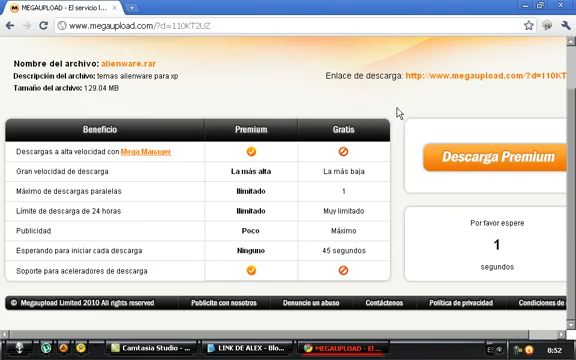 MEGAUPLOAD - El servicio l...
www.megaupload.com/?d=110KT2UZ
Nombre del archivo: alienware.rar
Descripción del archivo: temas alienware para xp
Tamaño del archivo: 129.04 MB
Enlace de descarga: http://www.megaupload.com/?d=110KT
Beneficio Premium Gratis
Descargas a alta velocidad con Mega Manager
Gran velocidad de descarga La más alta La más baja
Máximo de descargas paralelas Ilimitado 1
Límite de descarga de 24 horas Ilimitado Muy limitado
Publicidad Poco Máximo
Esperando para iniciar cada descarga Ninguno 45 segundos
Soporte para aceleradores de descarga
Descarga Premium
Por favor espere
1
segundos
© Megaupload Limited 2010 All rights reserved Publicite con nosotros Denuncie un abuso Contáctenos Política de privacidad Condiciones de
Camtasia Studio - ... LINK DE ALEX - Blo... MEGAUPLOAD - El ... ES 8:52